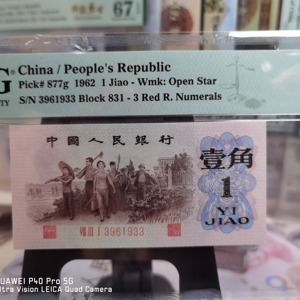 67
G
TY
China / People's Republic
Pick# 877g 1962 1 Jiao - Wmk: Open Star
S/N 3961933 Block 831 - 3 Red R. Numerals
中国人民银行
壹角
1
YI
JIAO
VIII III I 3961933
HUAWEI P40 Pro 5G
Ultra Vision LEICA Quad Camera